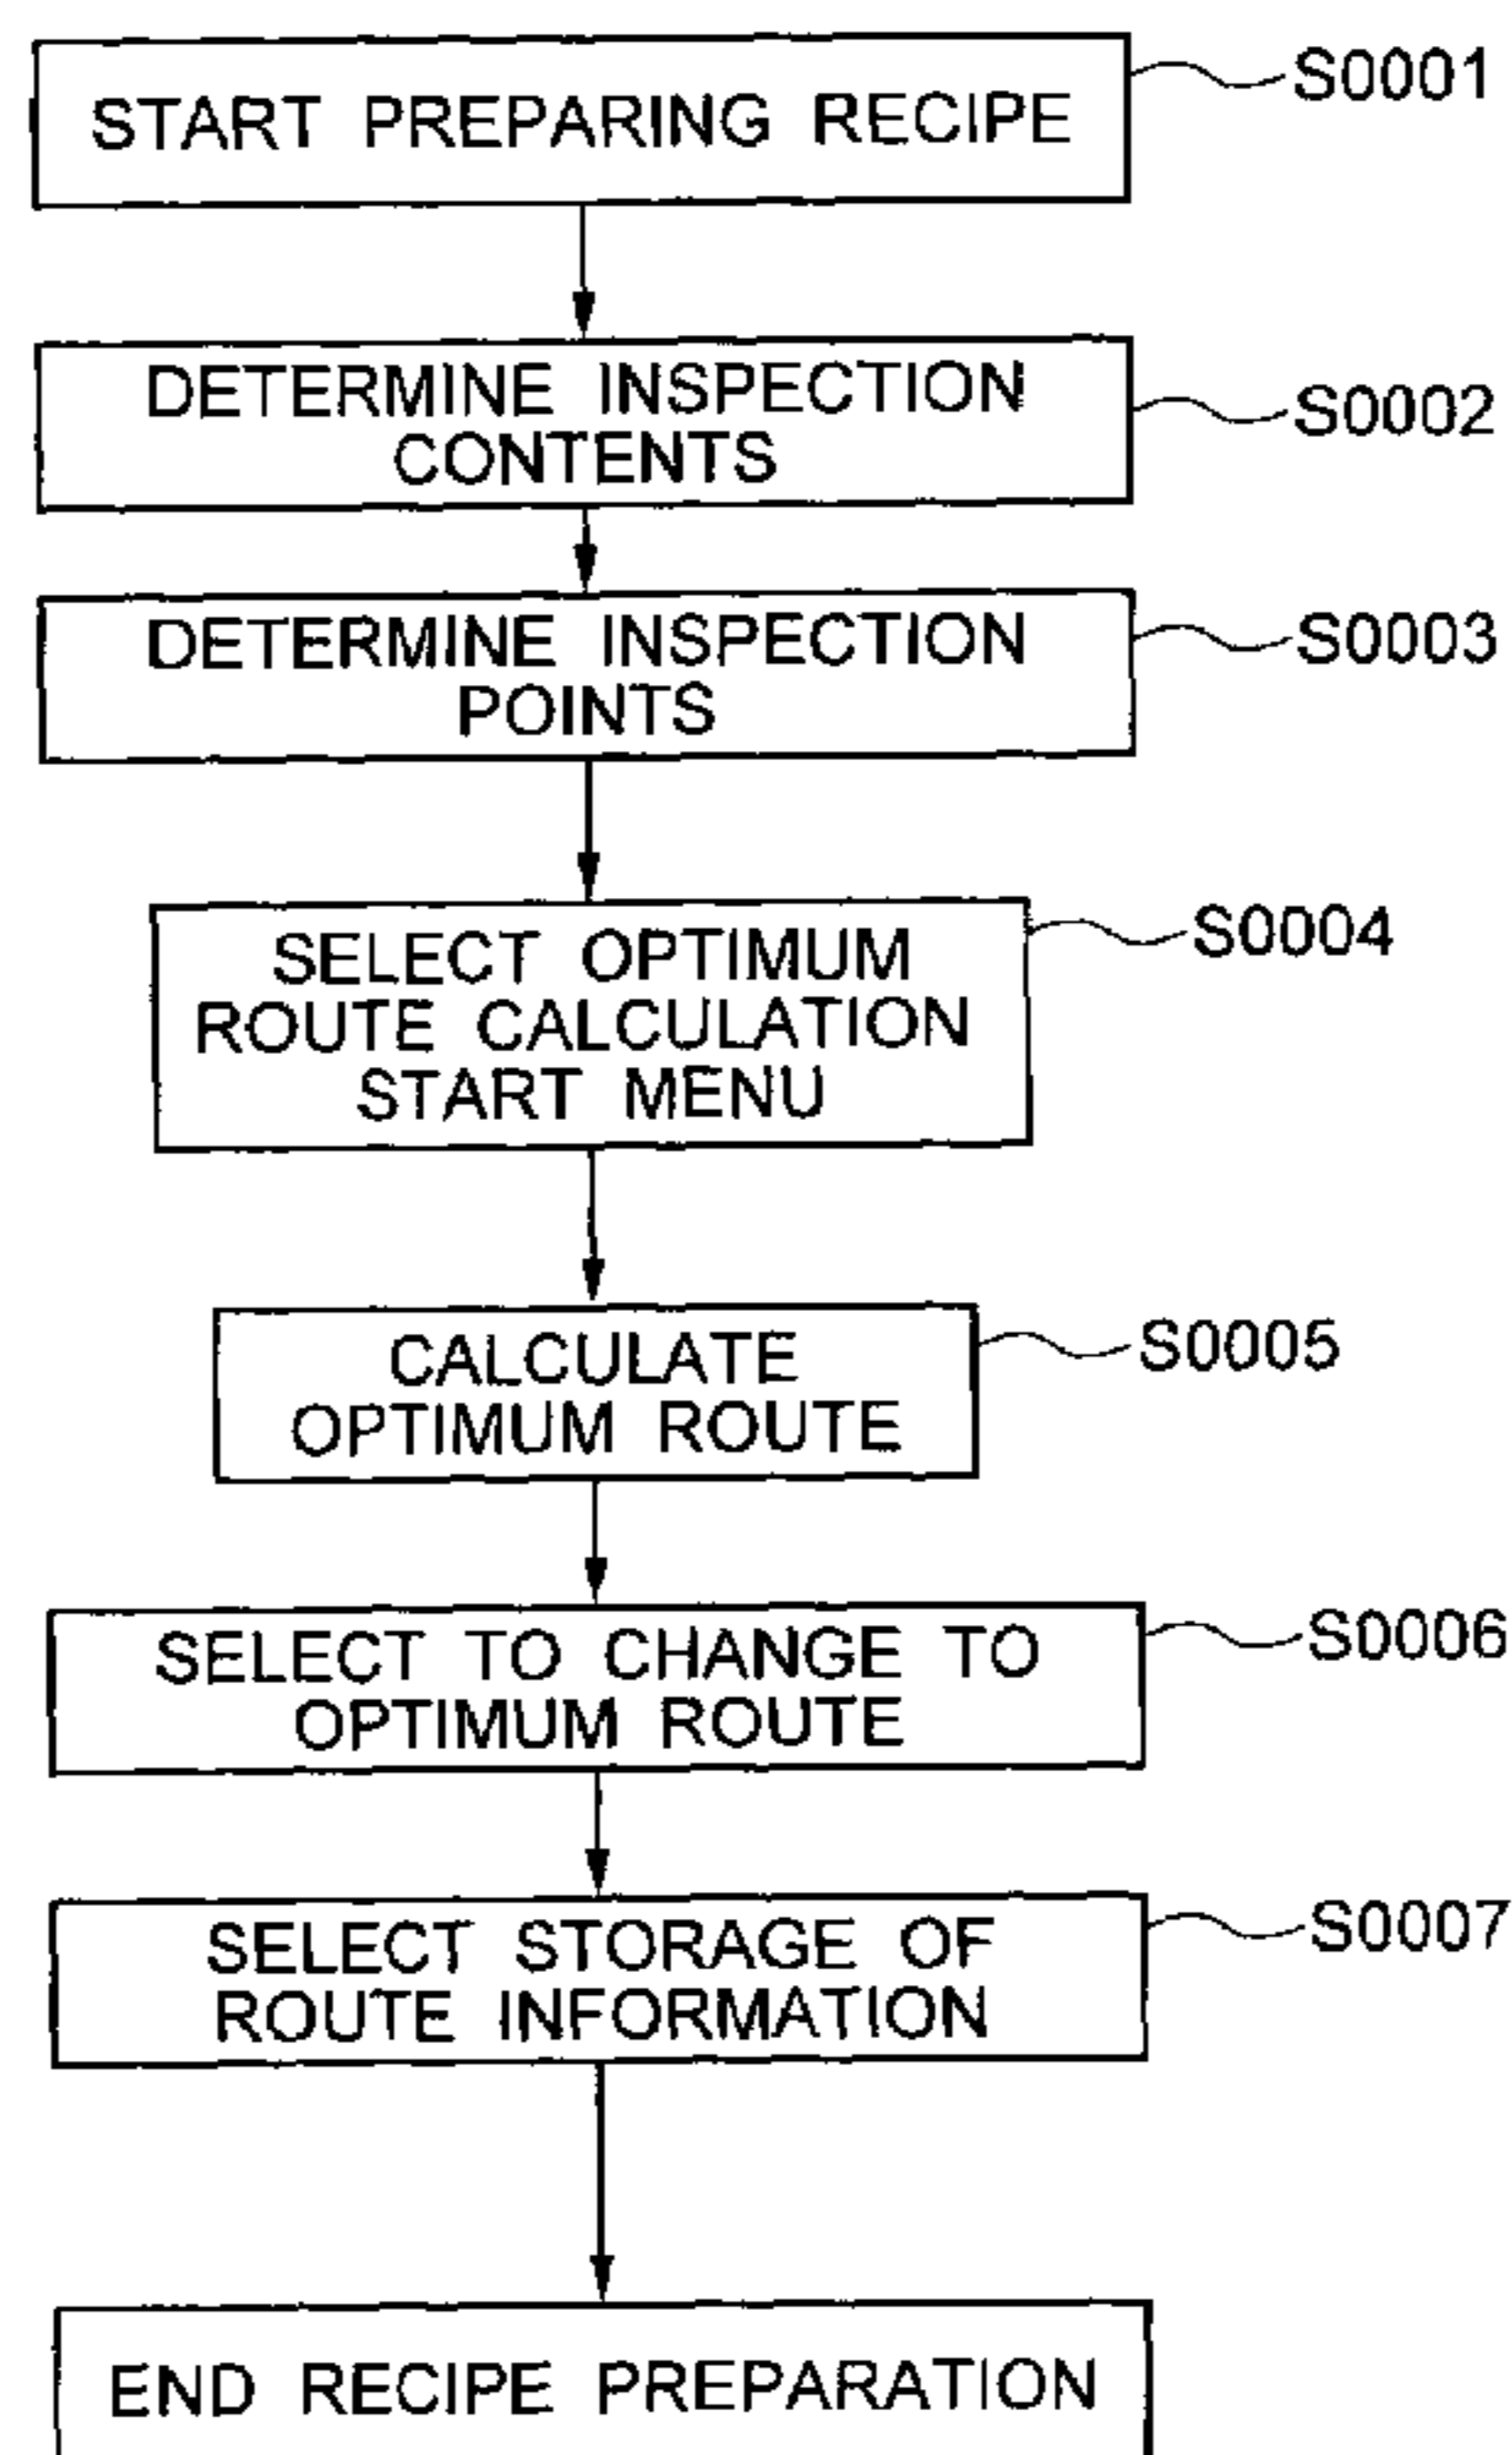 START PREPARING RECIPE
S0001
DETERMINE INSPECTION
CONTENTS
S0002
DETERMINE INSPECTION
POINTS
S0003
SELECT OPTIMUM
ROUTE CALCULATION
START MENU
S0004
CALCULATE
OPTIMUM ROUTE
S0005
SELECT TO CHANGE TO
OPTIMUM ROUTE
S0006
SELECT STORAGE OF
ROUTE INFORMATION
S0007
END RECIPE PREPARATION